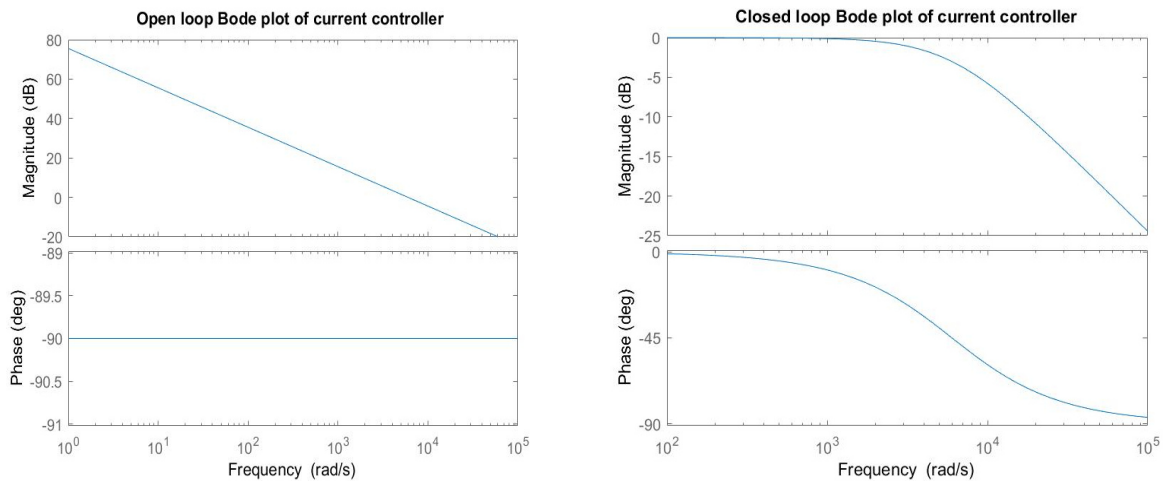 Open loop Bode plot of current controller
80
60
40
20
0
-20
Magnitude (dB)
-89
-89.5
-90
-90.5
-91
Phase (deg)
10^0 10^1 10^2 10^3 10^4 10^5
Frequency (rad/s)
Closed loop Bode plot of current controller
0
-5
-10
-15
-20
-25
Magnitude (dB)
0
-45
-90
Phase (deg)
10^2 10^3 10^4 10^5
Frequency (rad/s)